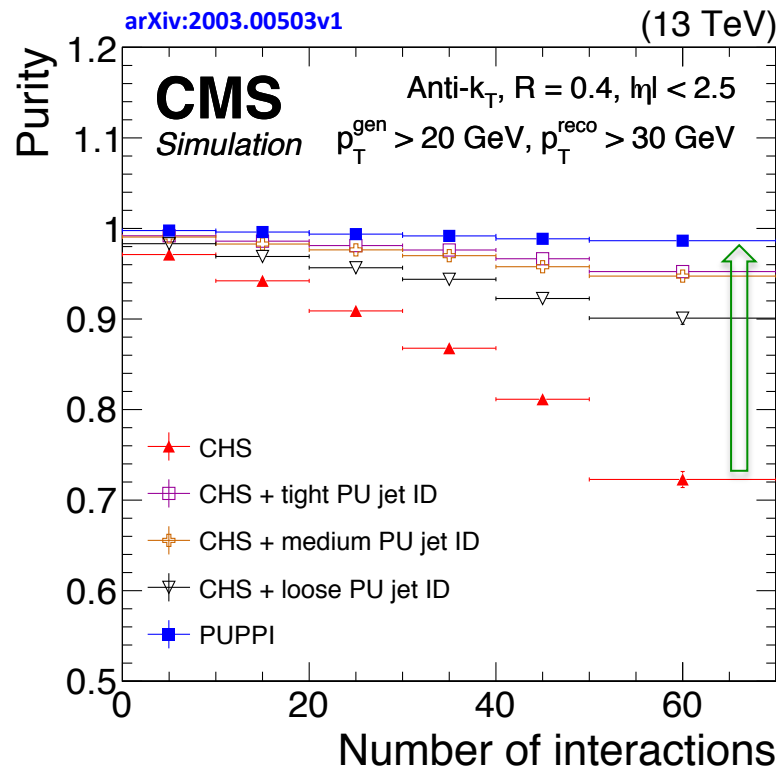 arXiv:2003.00503v1
(13 TeV)
CMS
Simulation
Anti-k_T, R = 0.4, |η| < 2.5
p_T^gen > 20 GeV, p_T^reco > 30 GeV
Purity
1.2
1.1
1
0.9
0.8
0.7
0.6
0.5
CHS
CHS + tight PU jet ID
CHS + medium PU jet ID
CHS + loose PU jet ID
PUPPI
0 20 40 60
Number of interactions